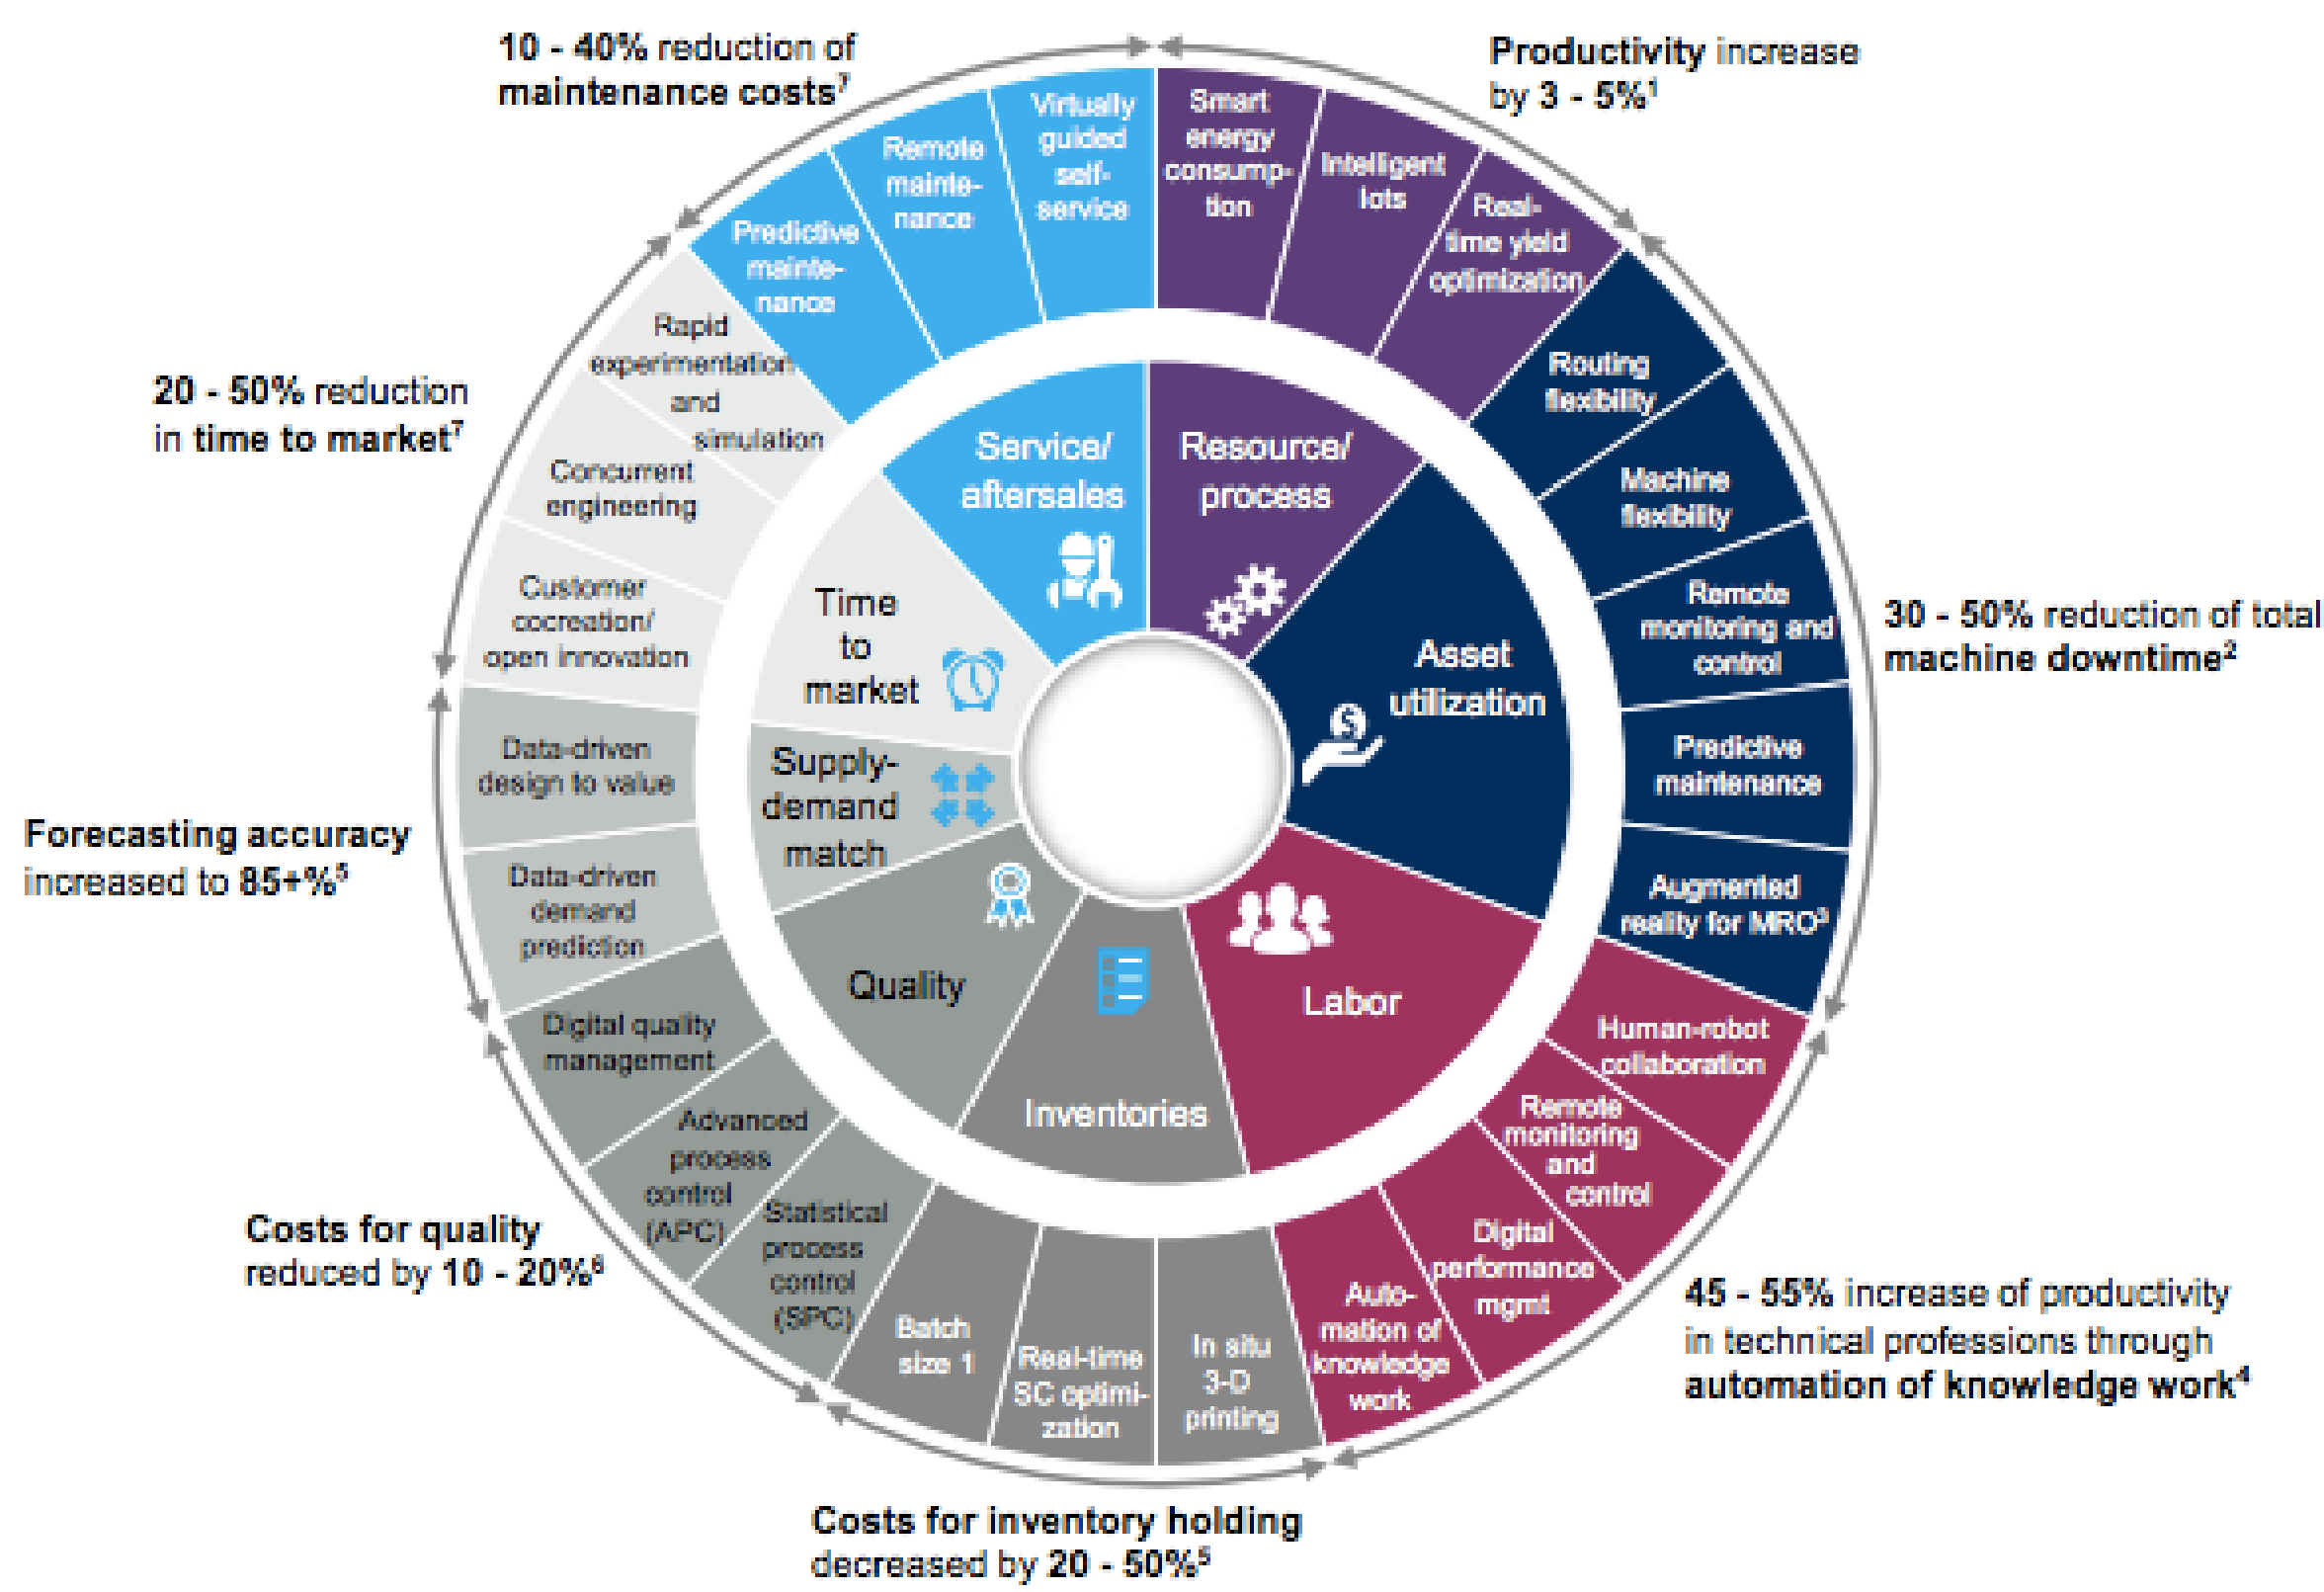 10 - 40% reduction of
maintenance costs⁷
Productivity increase
by 3 - 5%¹
20 - 50% reduction
in time to market⁷
30 - 50% reduction of total
machine downtime²
Forecasting accuracy
increased to 85+%⁵
Costs for quality
reduced by 10 - 20%⁶
45 - 55% increase of productivity
in technical professions through
automation of knowledge work⁴
Costs for inventory holding
decreased by 20 - 50%⁵
Smart
energy
consump-
tion
Intelligent
lots
Real-
time yield
optimization
Routing
flexibility
Machine
flexibility
Remote
monitoring and
control
Predictive
maintenance
Augmented
reality for MRO³
Human-robot
collaboration
Remote
monitoring
and
control
Digital
performance
mgmt
Auto-
mation of
knowledge
work
In situ
3-D
printing
Real-time
SC optimi-
zation
Batch
size 1
Statistical
process
control
(SPC)
Advanced
process
control
(APC)
Digital quality
management
Data-driven
demand
prediction
Data-driven
design to value
Customer
cocreation/
open innovation
Concurrent
engineering
Rapid
experimentation
and
simulation
Predictive
mainte-
nance
Remote
mainte-
nance
Virtually
guided
self-
service
Service/
aftersales
Resource/
process
Asset
utilization
$
Labor
Inventories
Quality
Supply-
demand
match
Time
to
market